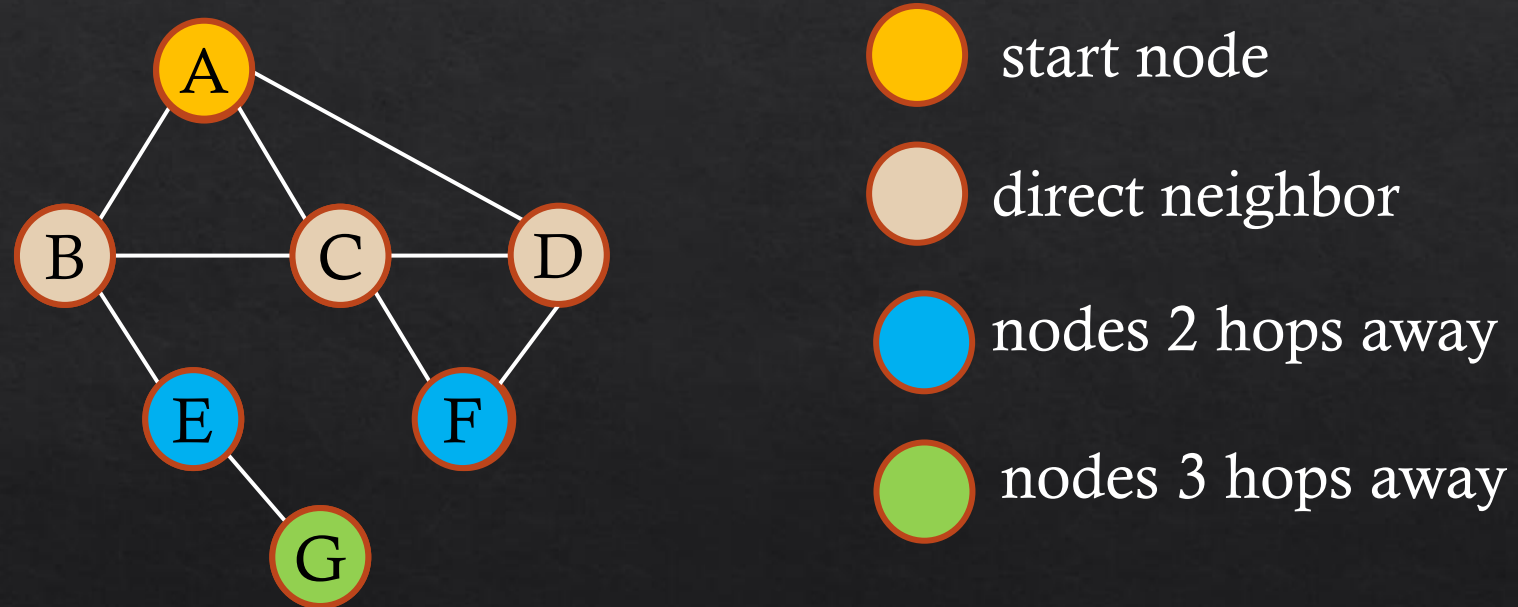 A
start node
B
C
D
direct neighbor
E
F
nodes 2 hops away
G
nodes 3 hops away